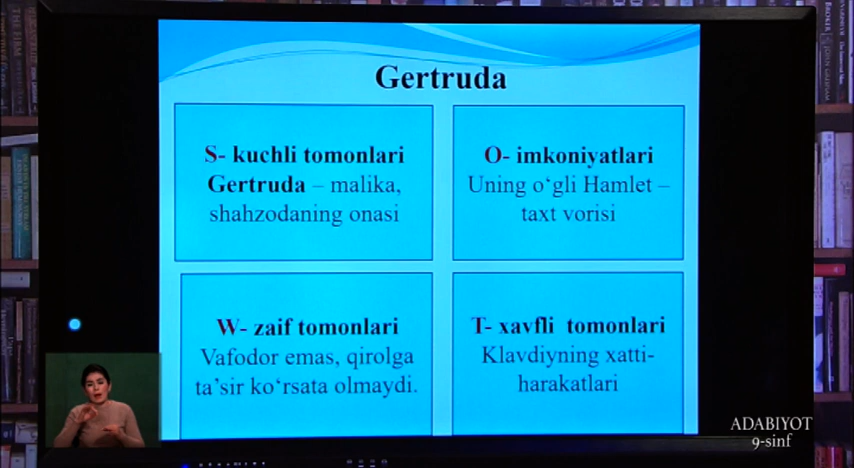 Gertruda
S- kuchli tomonlari
Gertruda – malika,
shahzodaning onasi
O- imkoniyatlari
Uning o‘gli Hamlet –
taxt vorisi
W- zaif tomonlari
Vafodor emas, qirolga
ta’sir ko‘rsata olmaydi.
T- xavfli tomonlari
Klavdiyning xatti-
harakatlari
ADABIYOT
9-sinf